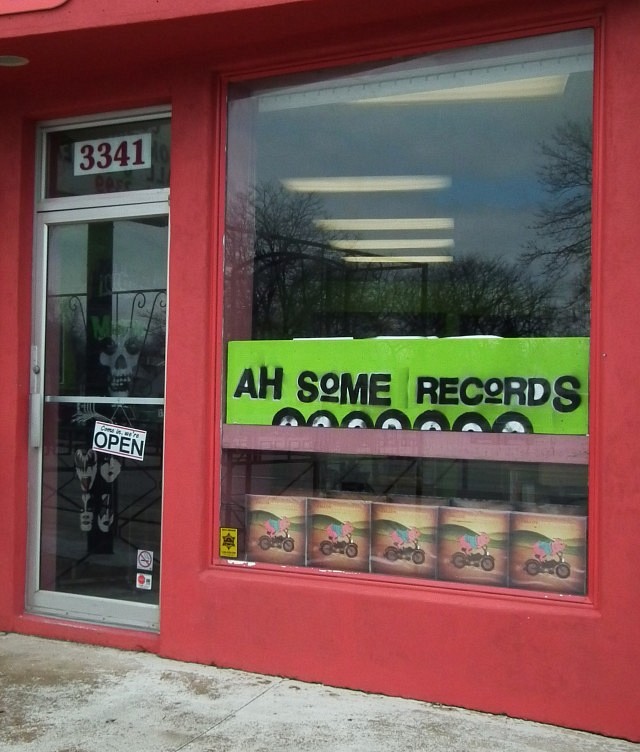 3341
AH SOME RECORDS
Come in, we're
OPEN